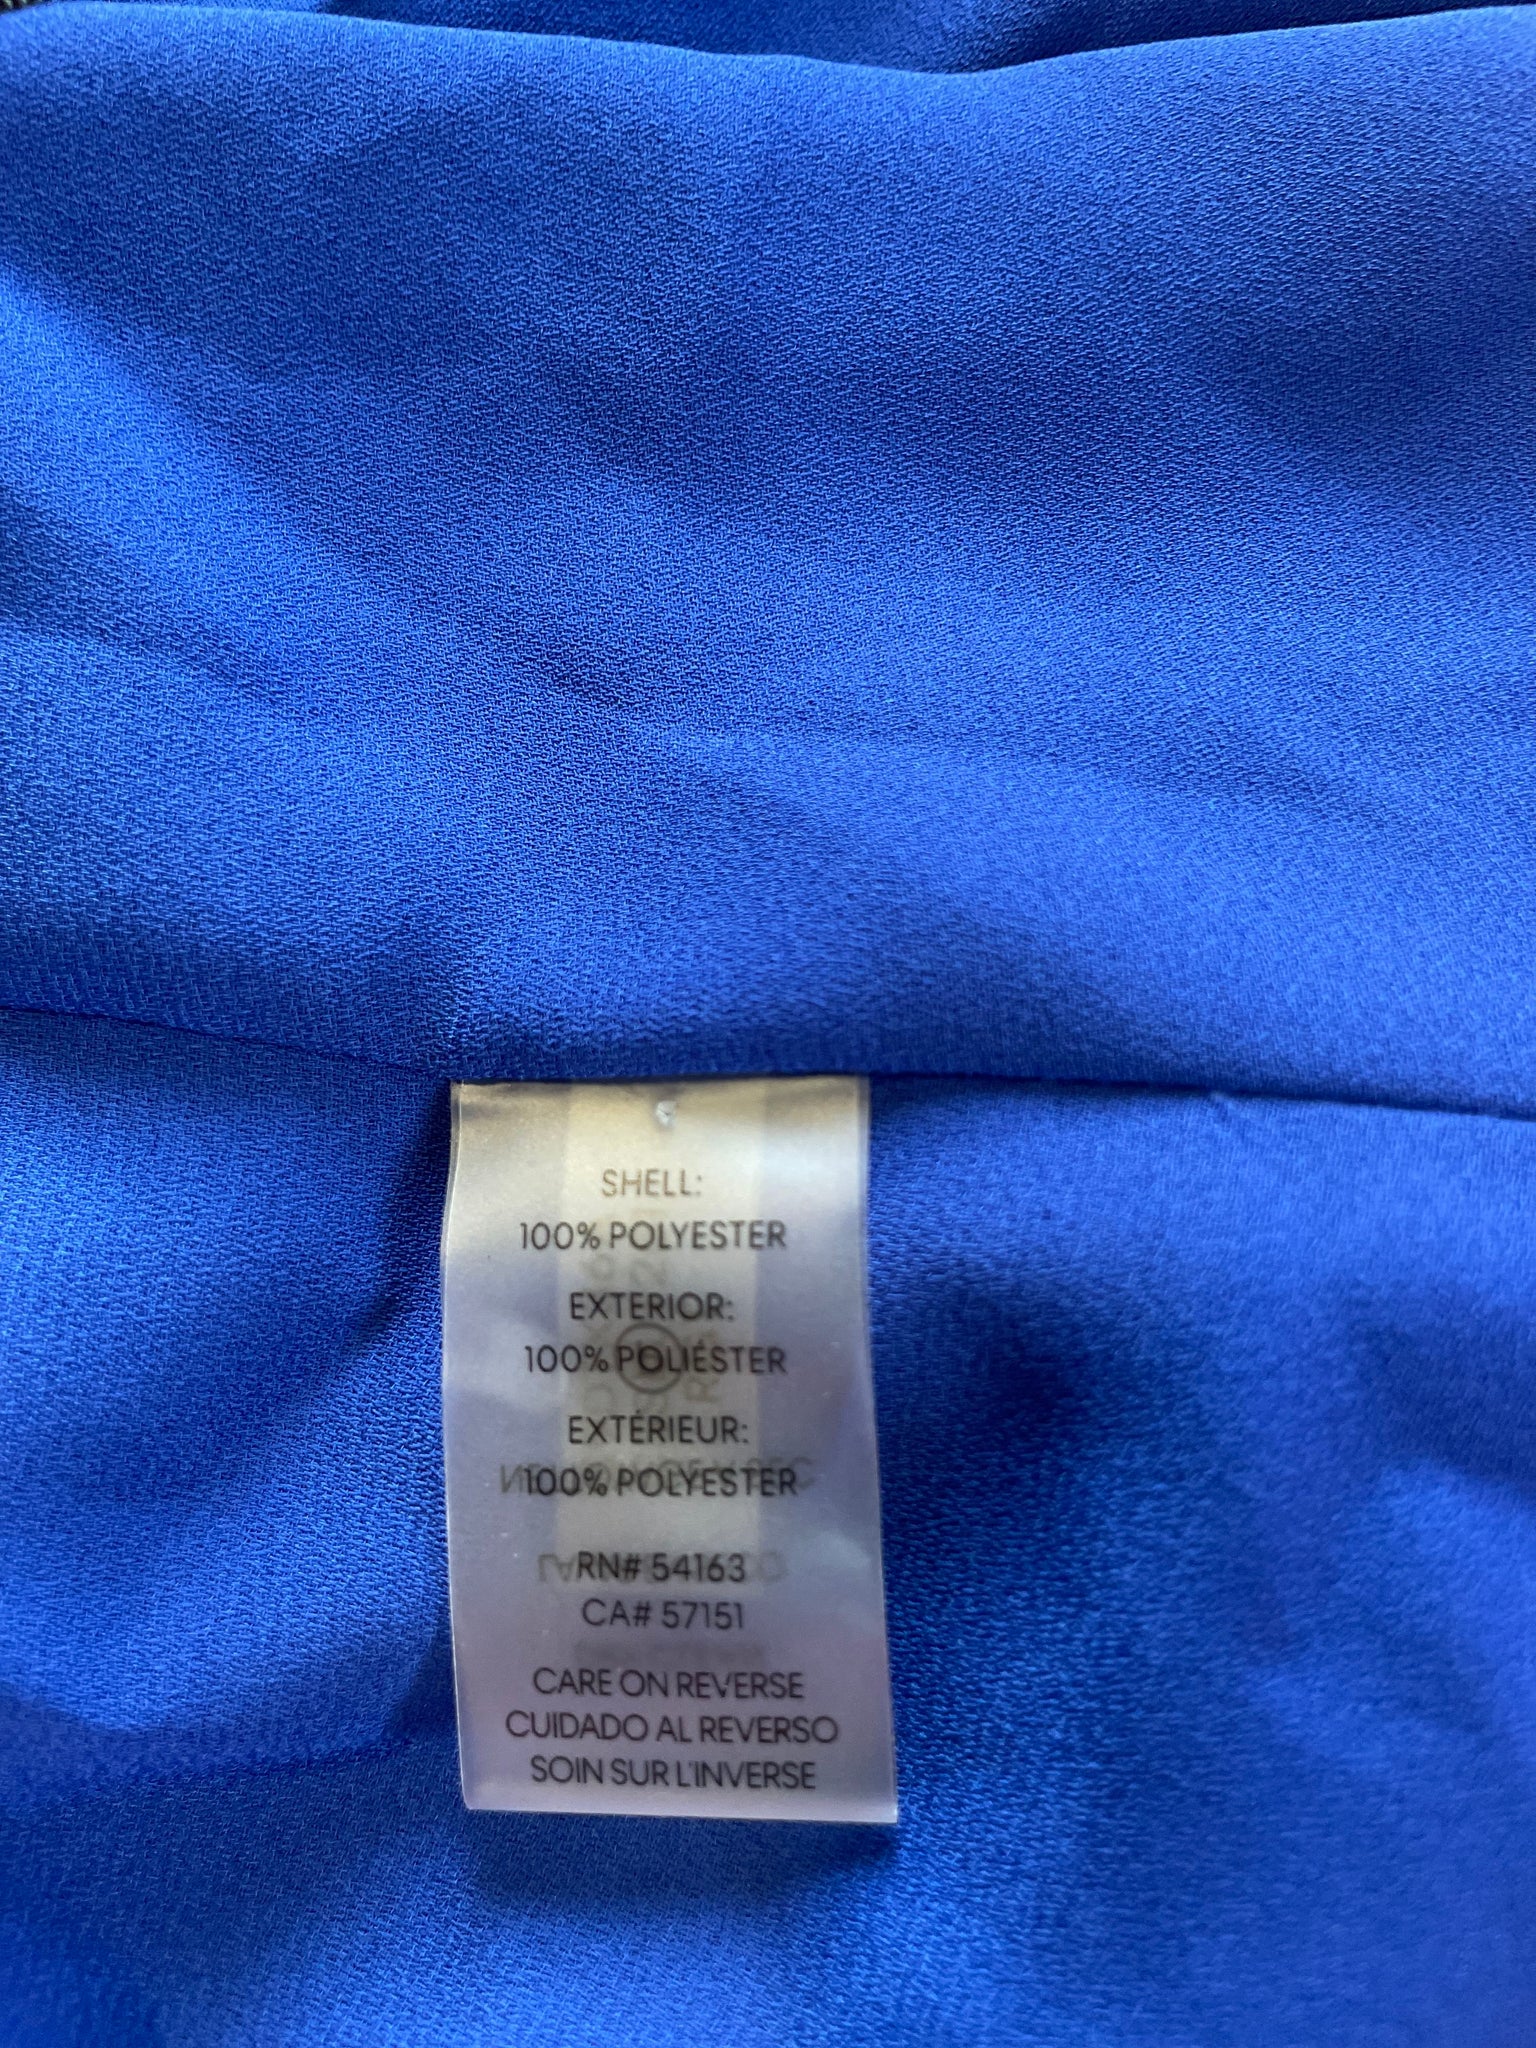 SHELL:
100% POLYESTER
EXTERIOR:
100% POLIÉSTER
EXTÉRIEUR:
100% POLYESTER
RN# 54163
CA# 57151
CARE ON REVERSE
CUIDADO AL REVERSO
SOIN SUR L'INVERSE